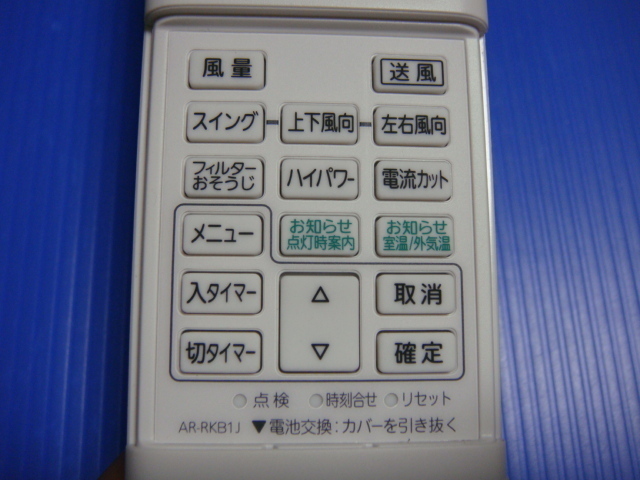 風量 送風
スイング 上下風向 左右風向
フィルター
おそうじ
ハイパワー 電流カット
メニュー
お知らせ
点灯時案内
お知らせ
室温/外気温
入タイマー △ 取消
切タイマー ▽ 確定
点検 時刻合せ リセット
AR-RKB1J ▼電池交換:カバーを引き抜く